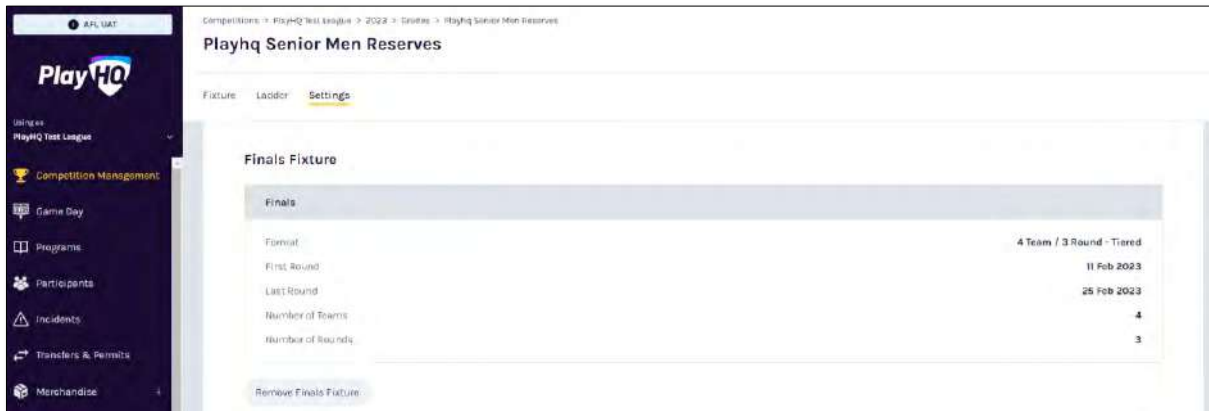 AFL UAT
PlayHQ
Using as
PlayHQ Test League
Competition Management
Game Day
Programs
Participants
Incidents
Transfers & Permits
Merchandise
Competitions > PlayHQ Test League > 2023 > Grades > Playhq Senior Men Reserves
Playhq Senior Men Reserves
Fixture Ladder Settings
Finals Fixture
Finals
Format 4 Team / 3 Round - Tiered
First Round 11 Feb 2023
Last Round 25 Feb 2023
Number of Teams 4
Number of Rounds 3
Remove Finals Fixture